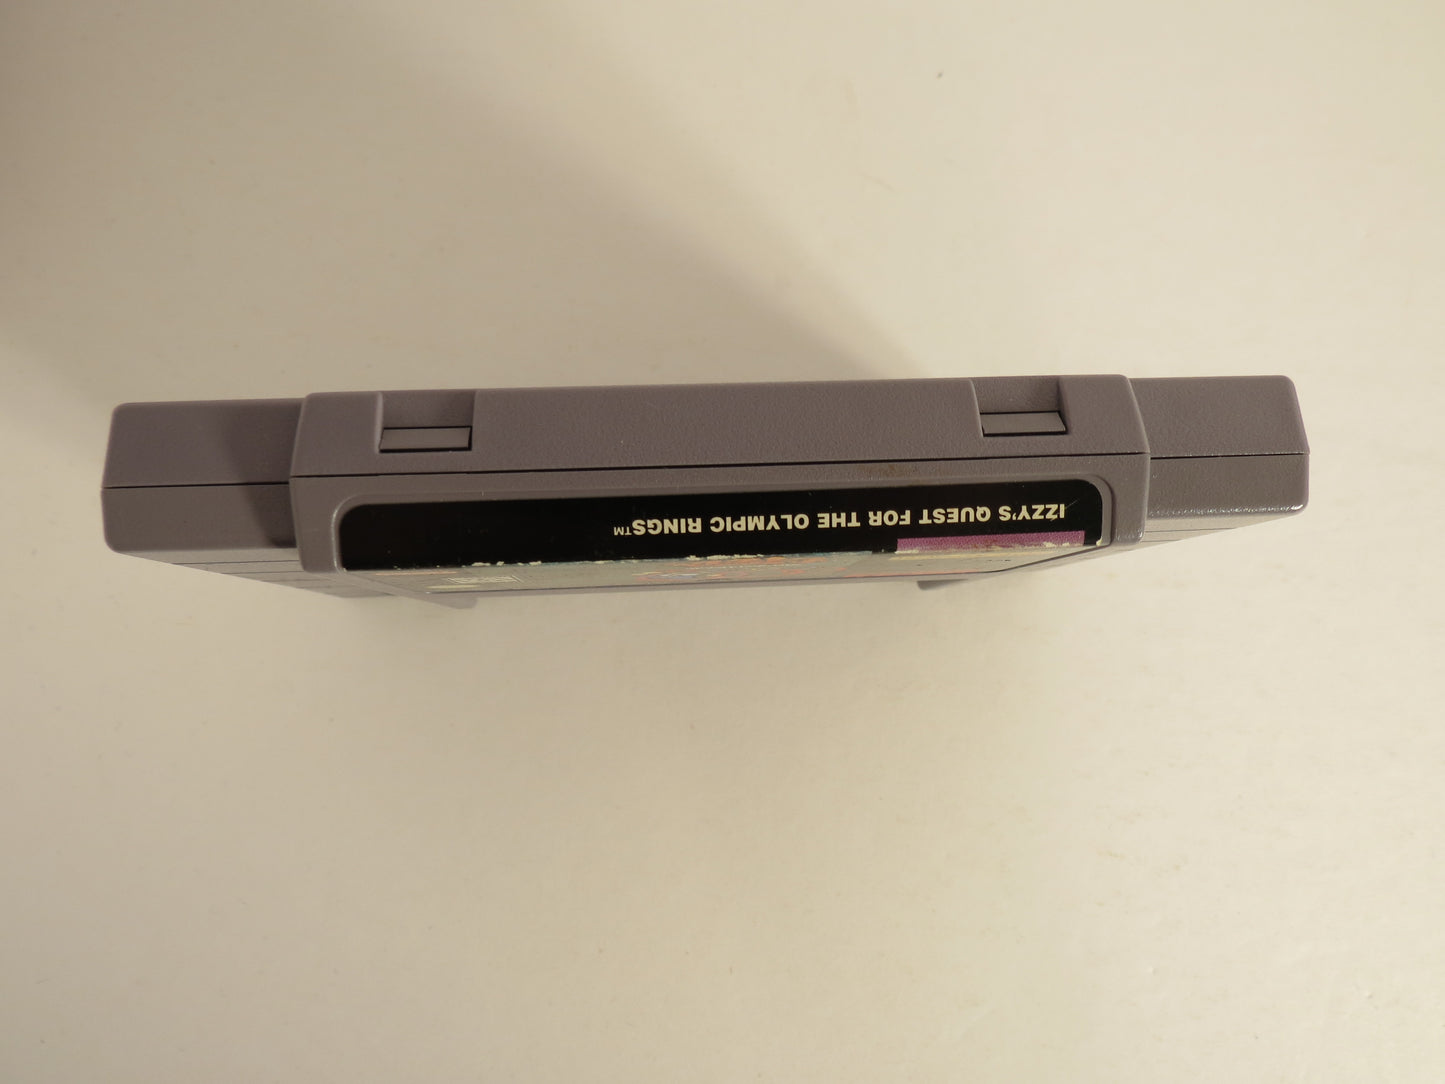 IZZY'S QUEST FOR THE OLYMPIC RINGS™